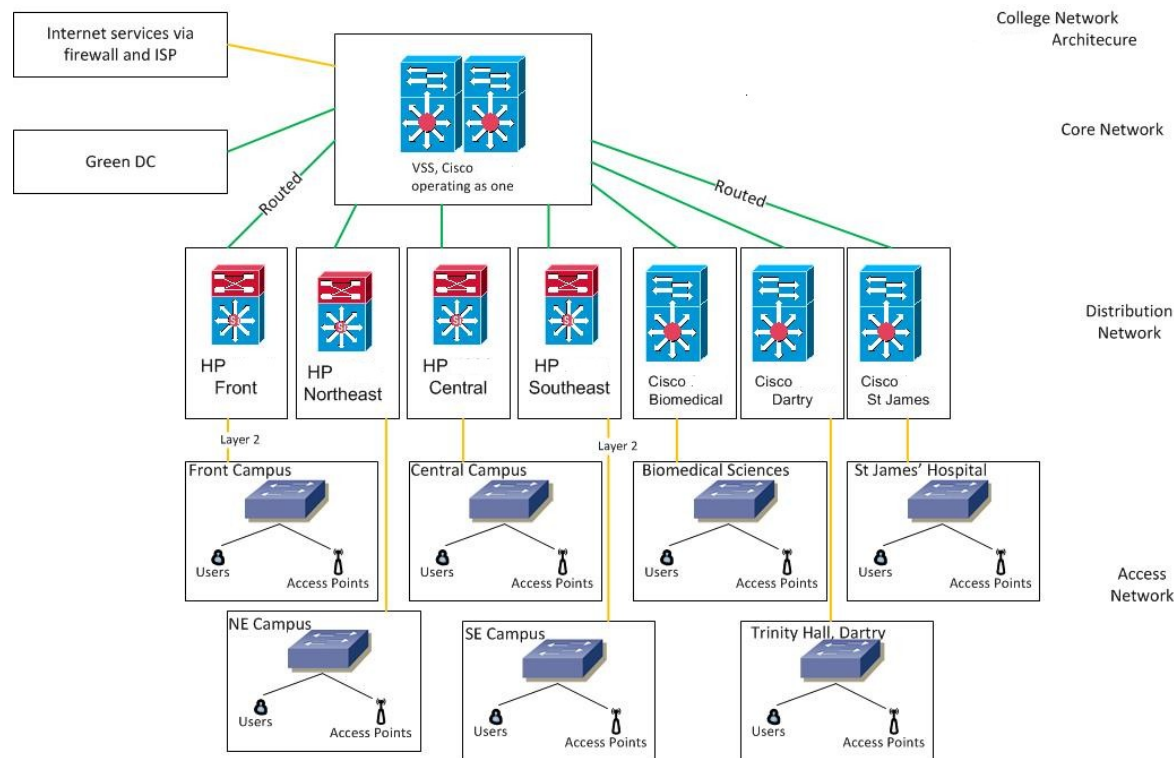 College Network
Architecure
Internet services via
firewall and ISP
Core Network
Green DC
VSS, Cisco
operating as one
Routed
Routed
Distribution
Network
HP
Front
HP
Northeast
HP
Central
HP
Southeast
Cisco
Biomedical
Cisco
Dartry
Cisco
St James
Layer 2
Layer 2
Front Campus
Users
Access Points
Central Campus
Users
Access Points
Biomedical Sciences
Users
Access Points
St James' Hospital
Users
Access Points
Access
Network
NE Campus
Users
Access Points
SE Campus
Users
Access Points
Trinity Hall, Dartry
Users
Access Points